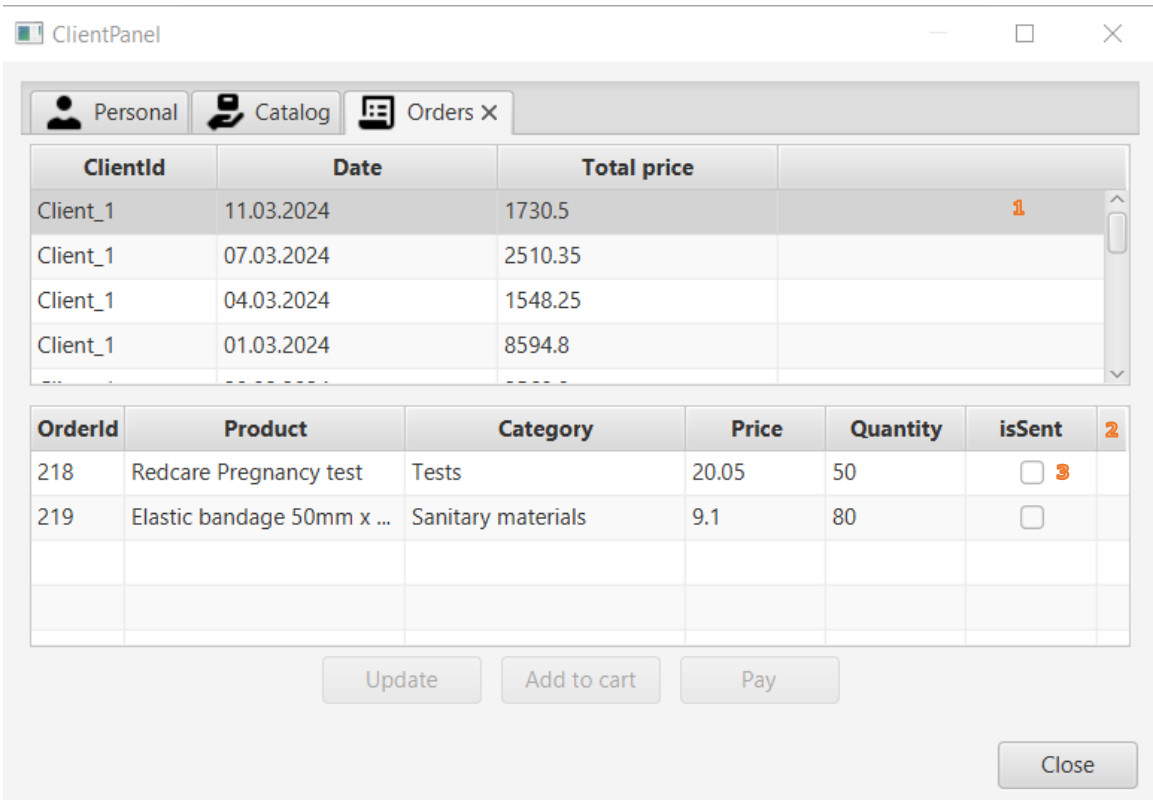 ClientPanel
Personal Catalog Orders
ClientId Date Total price
Client_1 11.03.2024 1730.5 1
Client_1 07.03.2024 2510.35
Client_1 04.03.2024 1548.25
Client_1 01.03.2024 8594.8
OrderId Product Category Price Quantity isSent 2
218 Redcare Pregnancy test Tests 20.05 50 3
219 Elastic bandage 50mm x ... Sanitary materials 9.1 80
Update Add to cart Pay
Close